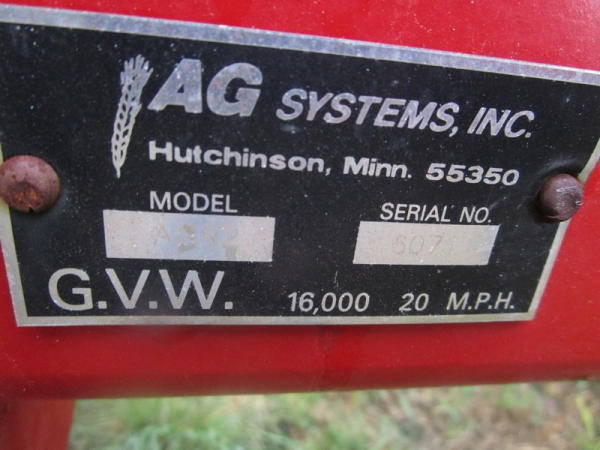 AG SYSTEMS, INC.
Hutchinson, Minn. 55350
MODEL SERIAL NO.
G.V.W. 16,000 20 M.P.H.